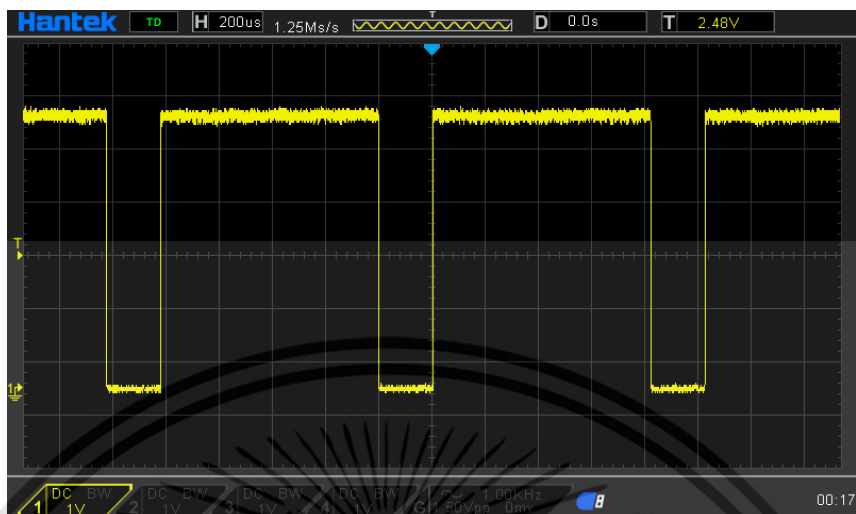 Hantek TD H 200us 1.25Ms/s T D 0.0s T 2.48V
T
1
1 DC BW 1V 2 DC BW 1V 3 DC BW 1V 4 DC BW 1V G 1.00KHz 1.50Vpp 0mv 00:17